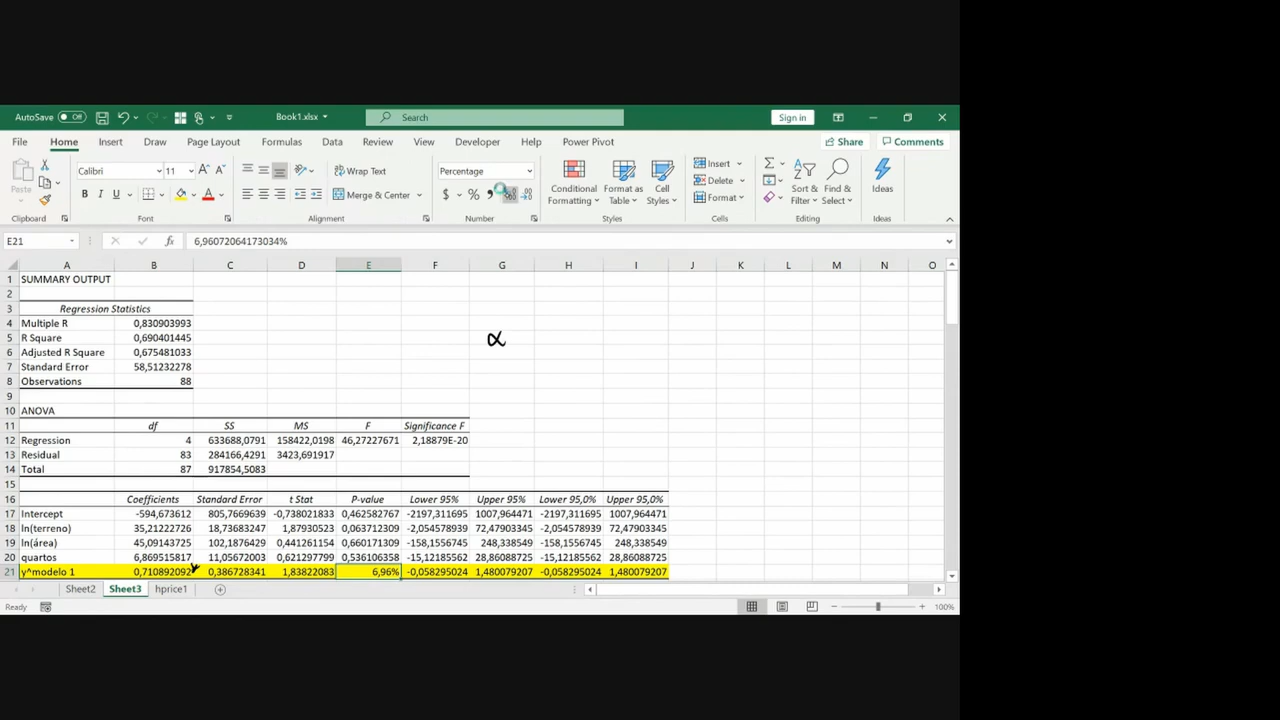 AutoSave Off Book1.xlsx Search Sign in
File Home Insert Draw Page Layout Formulas Data Review View Developer Help Power Pivot Share Comments
Paste Calibri 11 A A Wrap Text Percentage Conditional Formatting Format as Table Cell Styles Insert Delete Format Sort & Filter Find & Select Ideas
B I U A Merge & Center $ % , 
Clipboard Font Alignment Number Styles Cells Editing Ideas
E21 fx 6,96072064173034%
A B C D E F G H I J K L M N O
1 SUMMARY OUTPUT
2
3 Regression Statistics
4 Multiple R 0,830903993
5 R Square 0,690401445
α
6 Adjusted R Square 0,675481033
7 Standard Error 58,51232278
8 Observations 88
9
10 ANOVA
11 df SS MS F Significance F
12 Regression 4 633688,0791 158422,0198 46,27227671 2,18879E-20
13 Residual 83 284166,4291 3423,691917
14 Total 87 917854,5083
15
16 Coefficients Standard Error t Stat P-value Lower 95% Upper 95% Lower 95,0% Upper 95,0%
17 Intercept -594,673612 805,7669639 -0,738021833 0,462582767 -2197,311695 1007,964471 -2197,311695 1007,964471
18 ln(terreno) 35,21222726 18,73683247 1,87930523 0,063712309 -2,054578939 72,47903345 -2,054578939 72,47903345
19 ln(área) 45,09143725 102,1876429 0,441261154 0,660171309 -158,1556745 248,338549 -158,1556745 248,338549
20 quartos 6,869515817 11,05672003 0,621297799 0,536106358 -15,12185562 28,86088725 -15,12185562 28,86088725
21 y^modelo 1 0,710892092 0,386728341 1,83822083 6,96% -0,058295024 1,480079207 -0,058295024 1,480079207
Sheet2 Sheet3 hprice1
Ready 100%